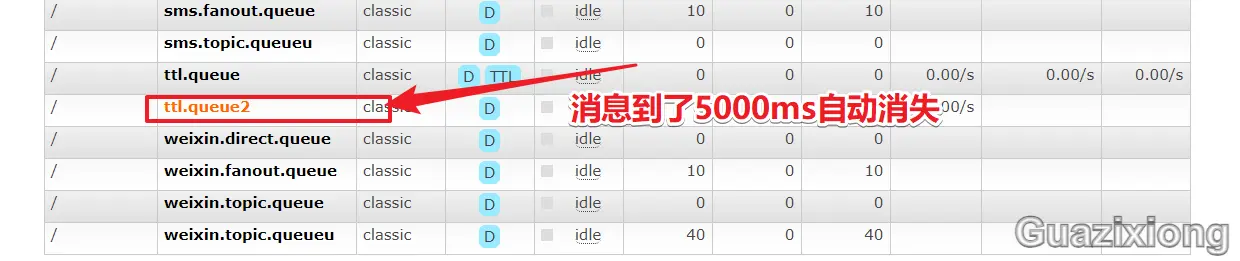 / sms.fanout.queue classic D idle 10 0 10
/ sms.topic.queueu classic D idle 0 0 0
/ ttl.queue classic D TTL idle 0 0 0 0.00/s 0.00/s 0.00/s
/ ttl.queue2 classic D 消息到了5000ms自动消失 00/s
/ weixin.direct.queue classic D idle 0 0 0
/ weixin.fanout.queue classic D idle 10 0 10
/ weixin.topic.queue classic D idle 0 0 0
/ weixin.topic.queueu classic D idle 40 0 40
Guazixiong